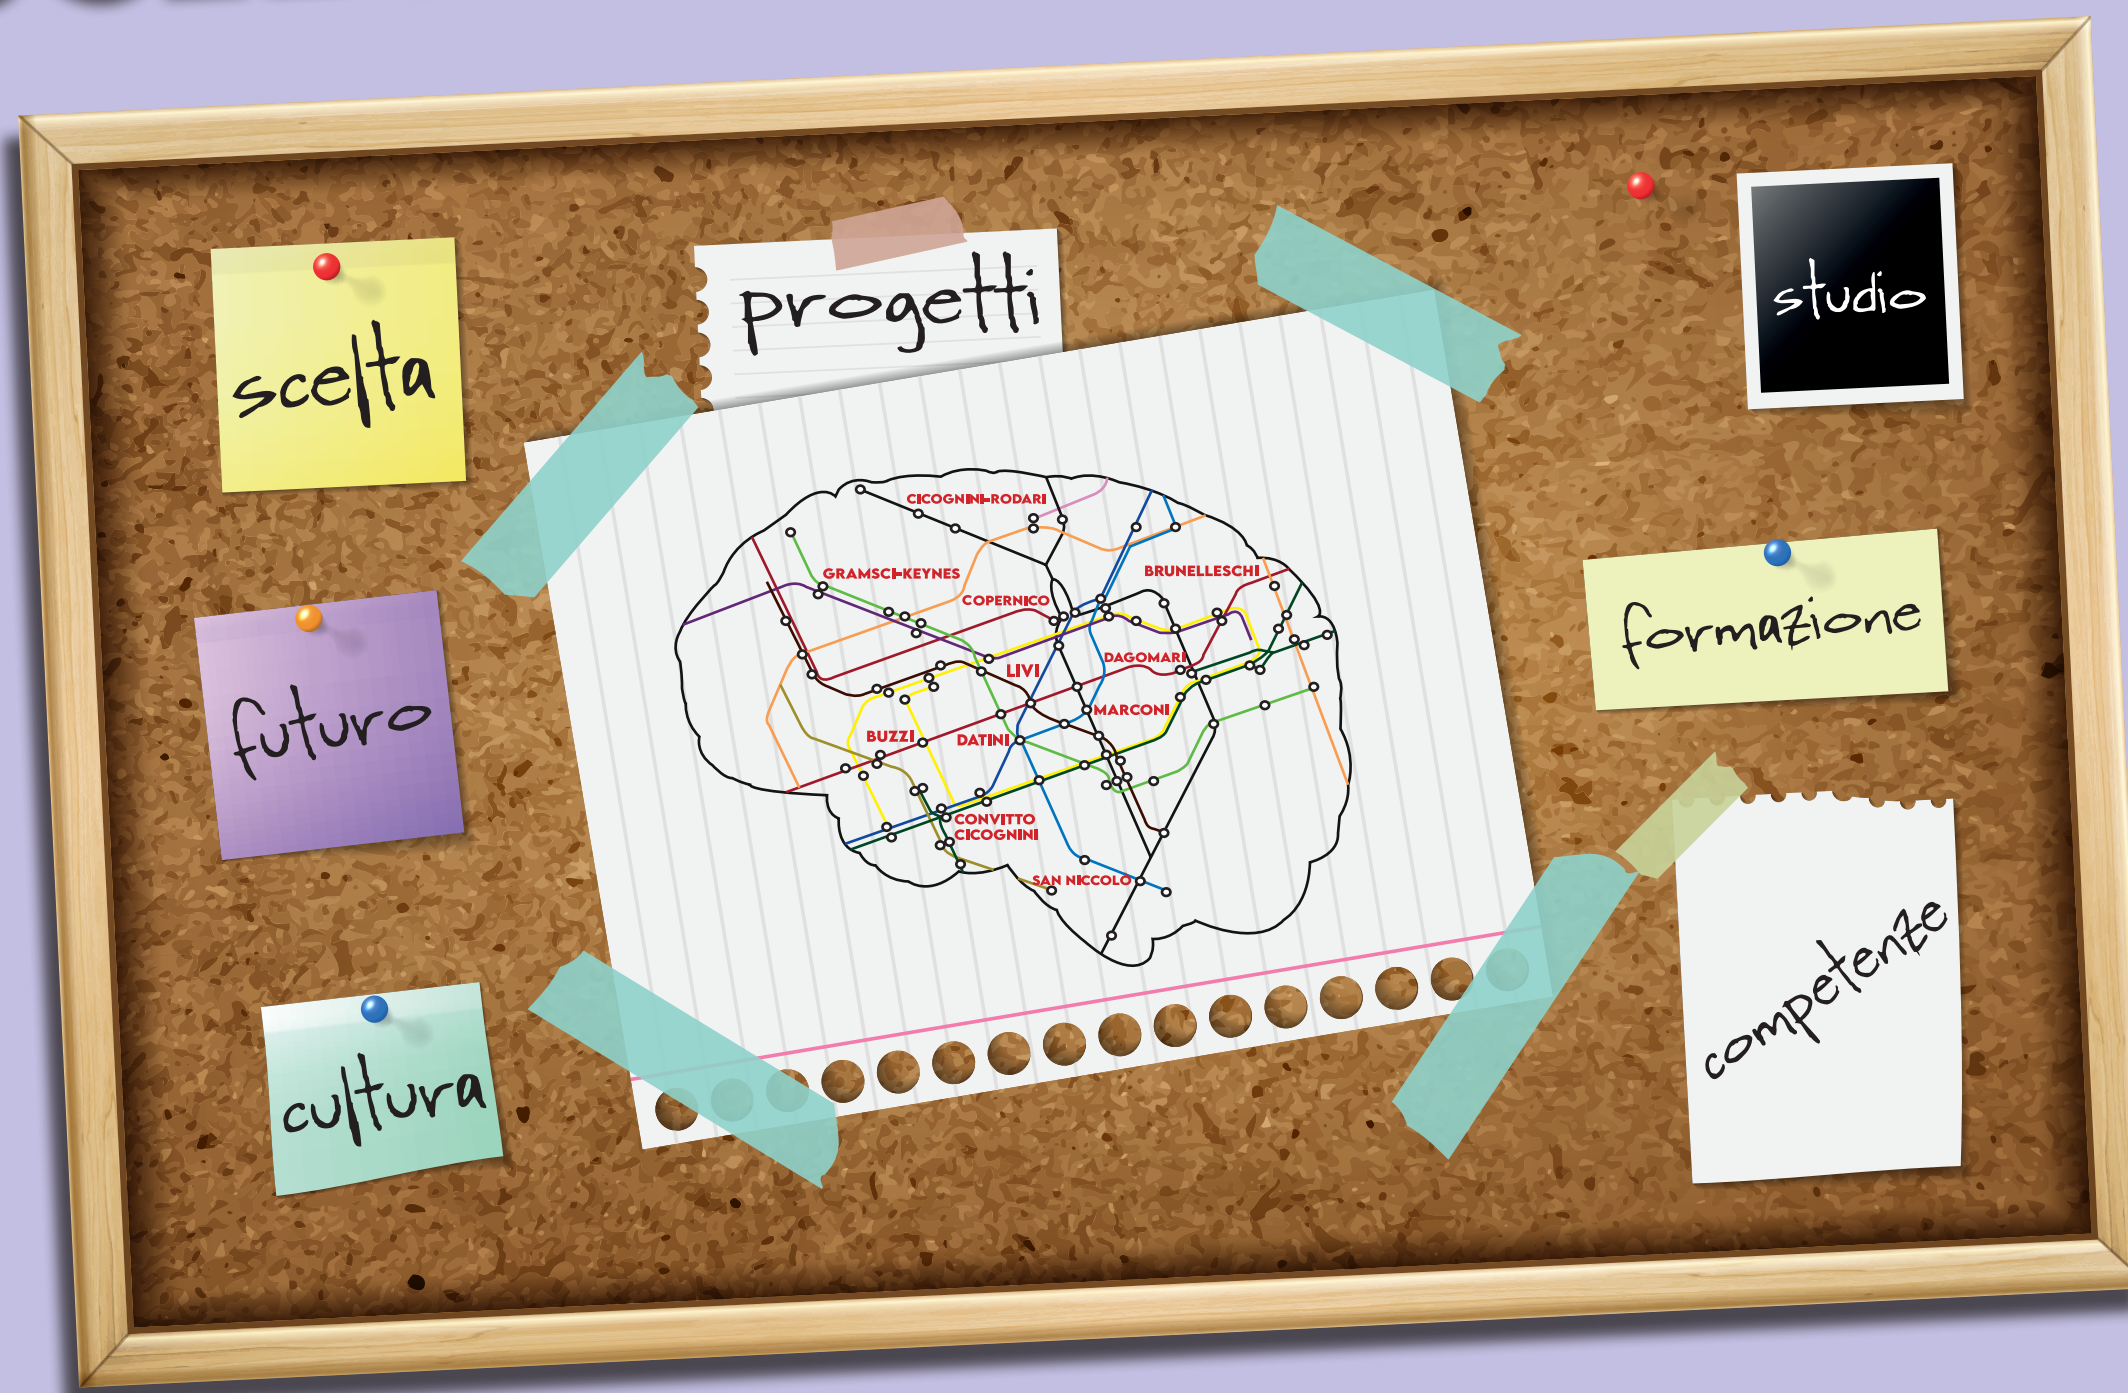 scelta
progetti
studio
CICOGNINI-RODARI
GRAMSCI-KEYNES
BRUNELLESCHI
COPERNICO
DAGOMARI
LIVI
MARCONI
BUZZI
DATINI
CONVITTO
CICOGNINI
SAN NICCOLO
futuro
formazione
cultura
competenze